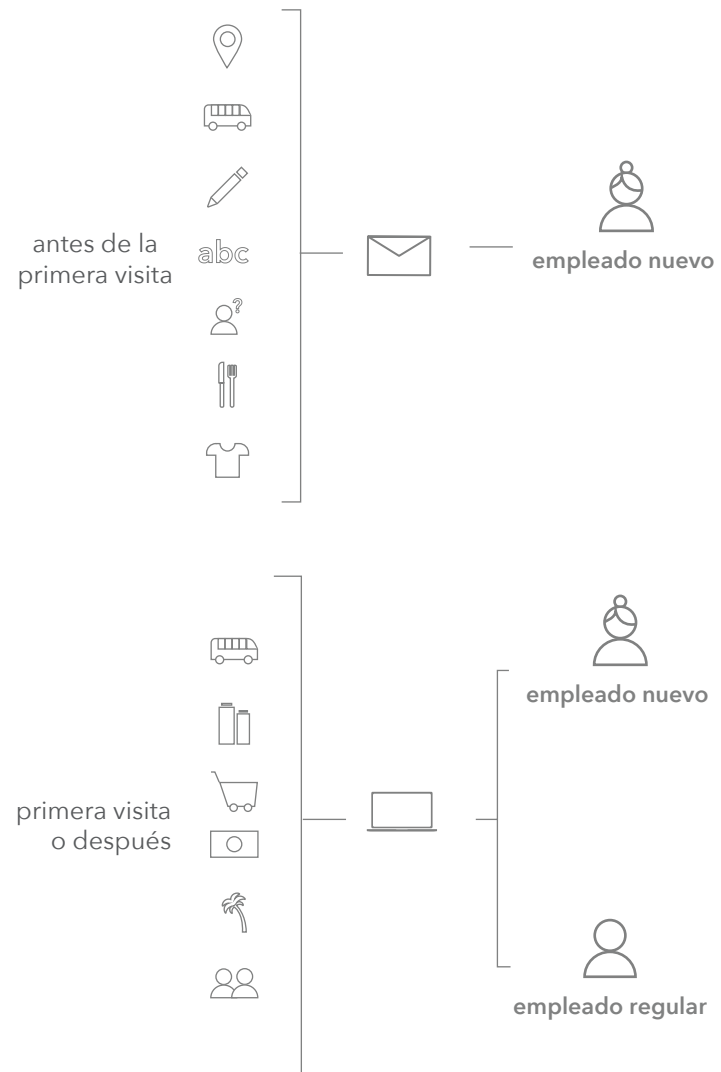 antes de la
primera visita
abc
?
empleado nuevo
primera visita
o después
empleado nuevo
empleado regular